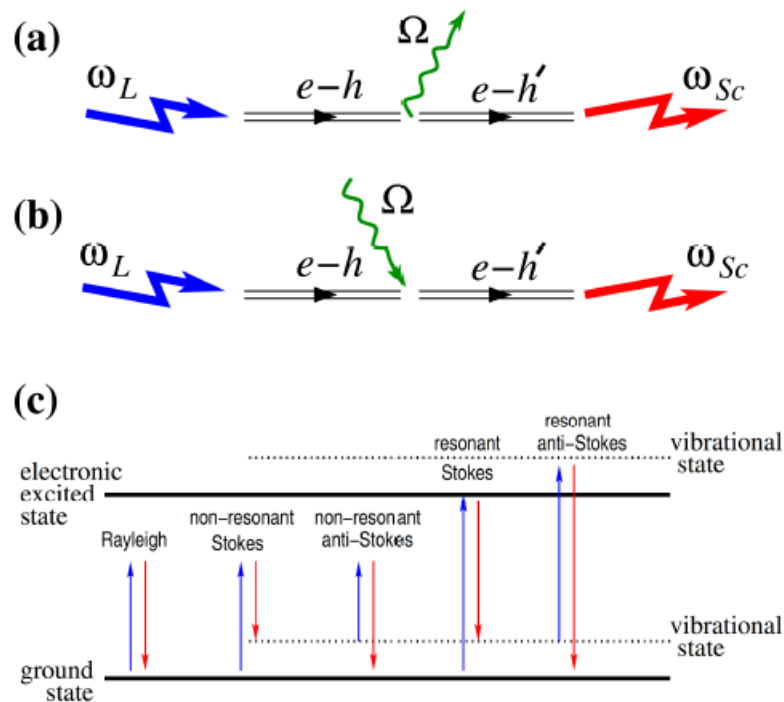 (a)
Ω
ω_L
e−h
e−h′
ω_Sc
(b)
Ω
ω_L
e−h
e−h′
ω_Sc
(c)
resonant
Stokes
resonant
anti−Stokes
vibrational
state
electronic
excited
state
Rayleigh
non−resonant
Stokes
non−resonant
anti−Stokes
vibrational
state
ground
state